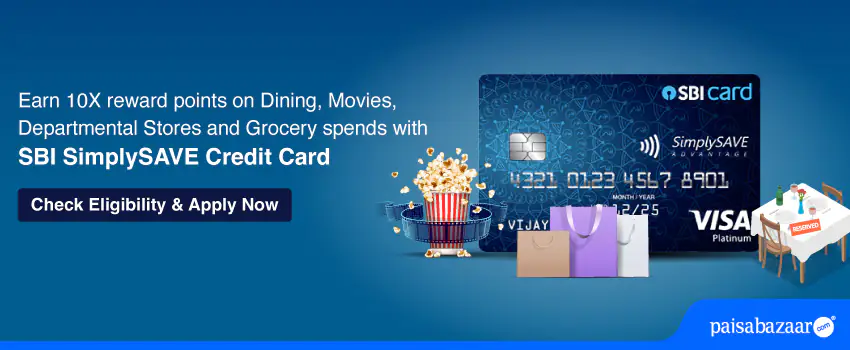 Earn 10X reward points on Dining, Movies,
Departmental Stores and Grocery spends with
SBI SimplySAVE Credit Card
Check Eligibility & Apply Now
SBI card
SimplySAVE
ADVANTAGE
4321 0123 4567 8901
MONTH / YEAR
12/25
VIJAY
VISA
Platinum
RESERVED
paisabazaar.com®